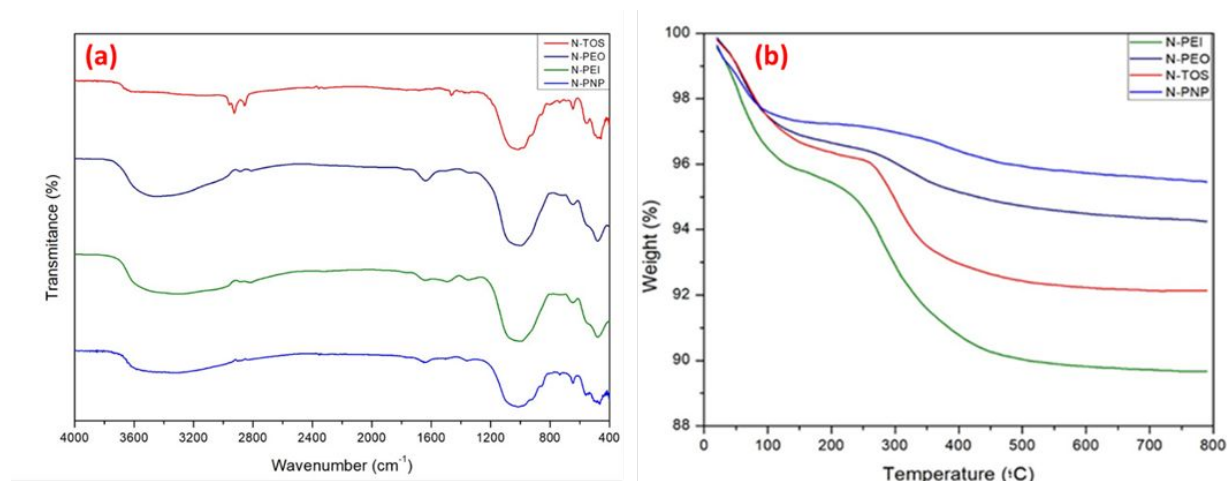 (a)
N-TOS
N-PEO
N-PEI
N-PNP
Transmitance (%)
4000 3600 3200 2800 2400 2000 1600 1200 800 400
Wavenumber (cm⁻¹)
(b)
N-PEI
N-PEO
N-TOS
N-PNP
100
98
96
94
92
90
88
Weight (%)
0 100 200 300 400 500 600 700 800
Temperature (৭C)